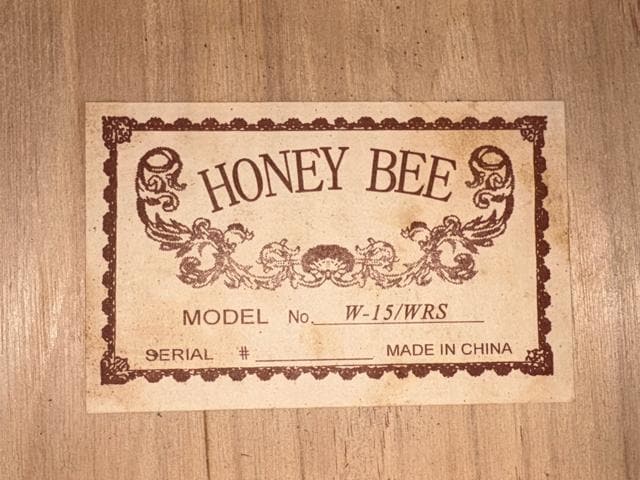 HONEY BEE
MODEL No. W-15/WRS
SERIAL # MADE IN CHINA